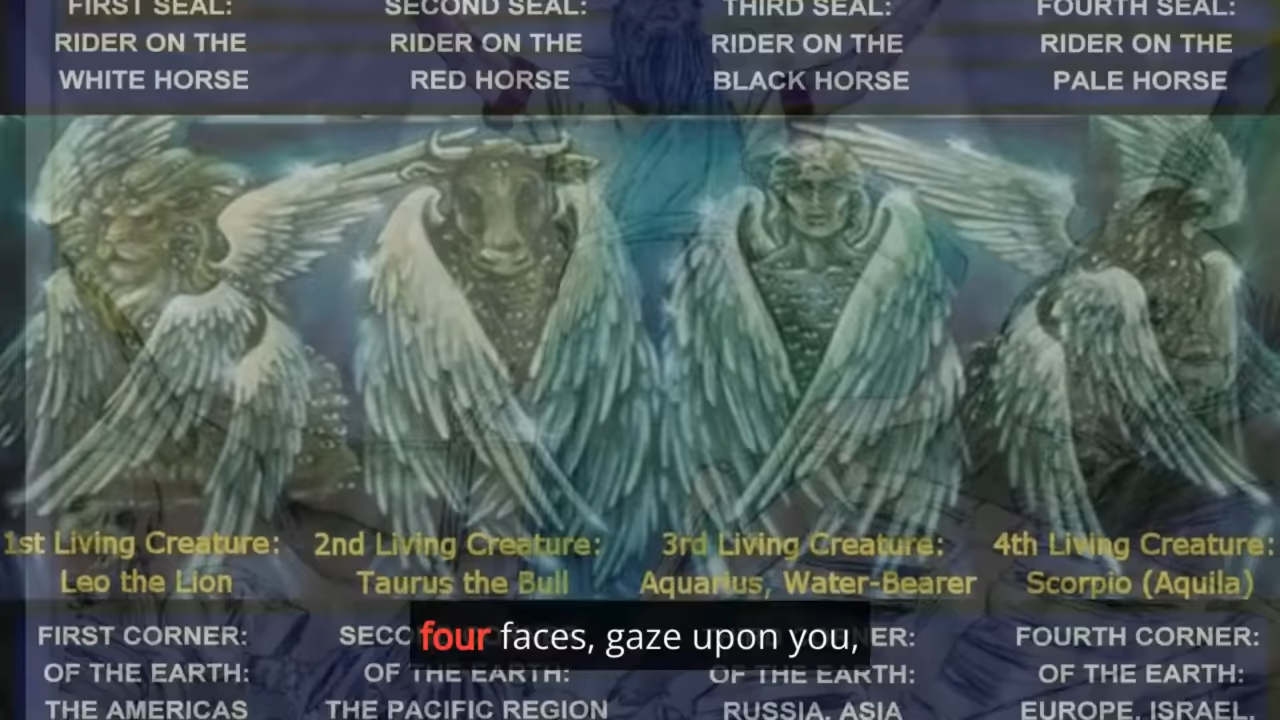 FIRST SEAL:
RIDER ON THE
WHITE HORSE
SECOND SEAL:
RIDER ON THE
RED HORSE
THIRD SEAL:
RIDER ON THE
BLACK HORSE
FOURTH SEAL:
RIDER ON THE
PALE HORSE
1st Living Creature:
Leo the Lion
2nd Living Creature:
Taurus the Bull
3rd Living Creature:
Aquarius, Water-Bearer
4th Living Creature:
Scorpio (Aquila)
FIRST CORNER:
OF THE EARTH:
THE AMERICAS
OF THE EARTH:
THE PACIFIC REGION
OF THE EARTH:
RUSSIA, ASIA
FOURTH CORNER:
OF THE EARTH:
EUROPE, ISRAEL,
four faces, gaze upon you,